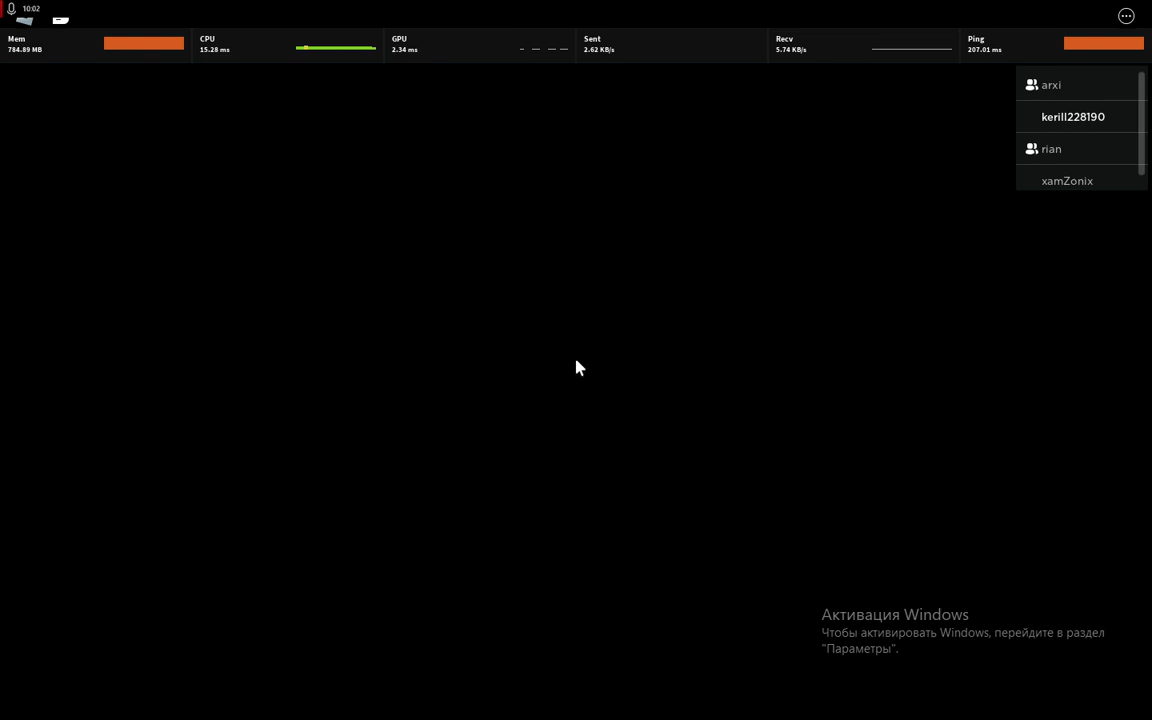 10:02
Mem
784.89 MB
CPU
15.28 ms
GPU
2.34 ms
Sent
2.62 KB/s
Recv
5.74 KB/s
Ping
207.01 ms
arxi
kerill228190
rian
xamZonix
Активация Windows
Чтобы активировать Windows, перейдите в раздел
"Параметры".